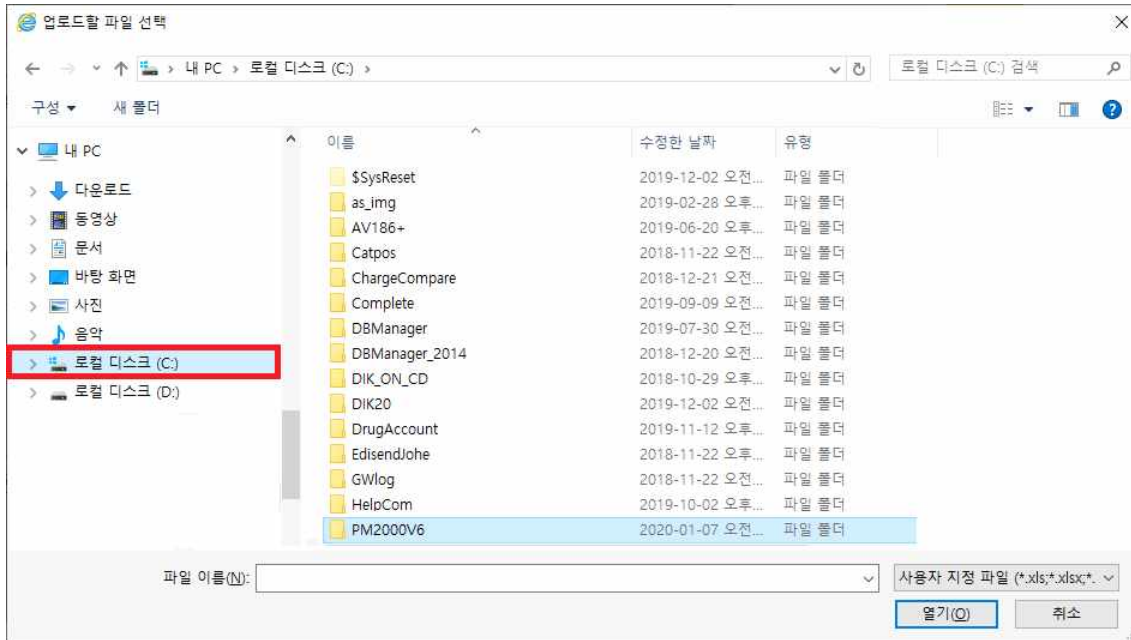 업로드할 파일 선택
내 PC › 로컬 디스크 (C:) ›
로컬 디스크 (C:) 검색
구성
새 폴더
이름
수정한 날짜
유형
내 PC
다운로드
동영상
문서
바탕 화면
사진
음악
로컬 디스크 (C:)
로컬 디스크 (D:)
$SysReset 2019-12-02 오전... 파일 폴더
as_img 2019-02-28 오후... 파일 폴더
AV186+ 2019-06-20 오후... 파일 폴더
Catpos 2018-11-22 오전... 파일 폴더
ChargeCompare 2018-12-21 오전... 파일 폴더
Complete 2019-09-09 오전... 파일 폴더
DBManager 2019-07-30 오전... 파일 폴더
DBManager_2014 2018-12-20 오전... 파일 폴더
DIK_ON_CD 2018-10-29 오후... 파일 폴더
DIK20 2019-12-02 오전... 파일 폴더
DrugAccount 2019-11-12 오후... 파일 폴더
EdisendJohe 2018-11-22 오후... 파일 폴더
GWlog 2018-11-22 오전... 파일 폴더
HelpCom 2019-10-02 오후... 파일 폴더
PM2000V6 2020-01-07 오전... 파일 폴더
파일 이름(N):
사용자 지정 파일 (*.xls;*.xlsx;*.
열기(O)
취소